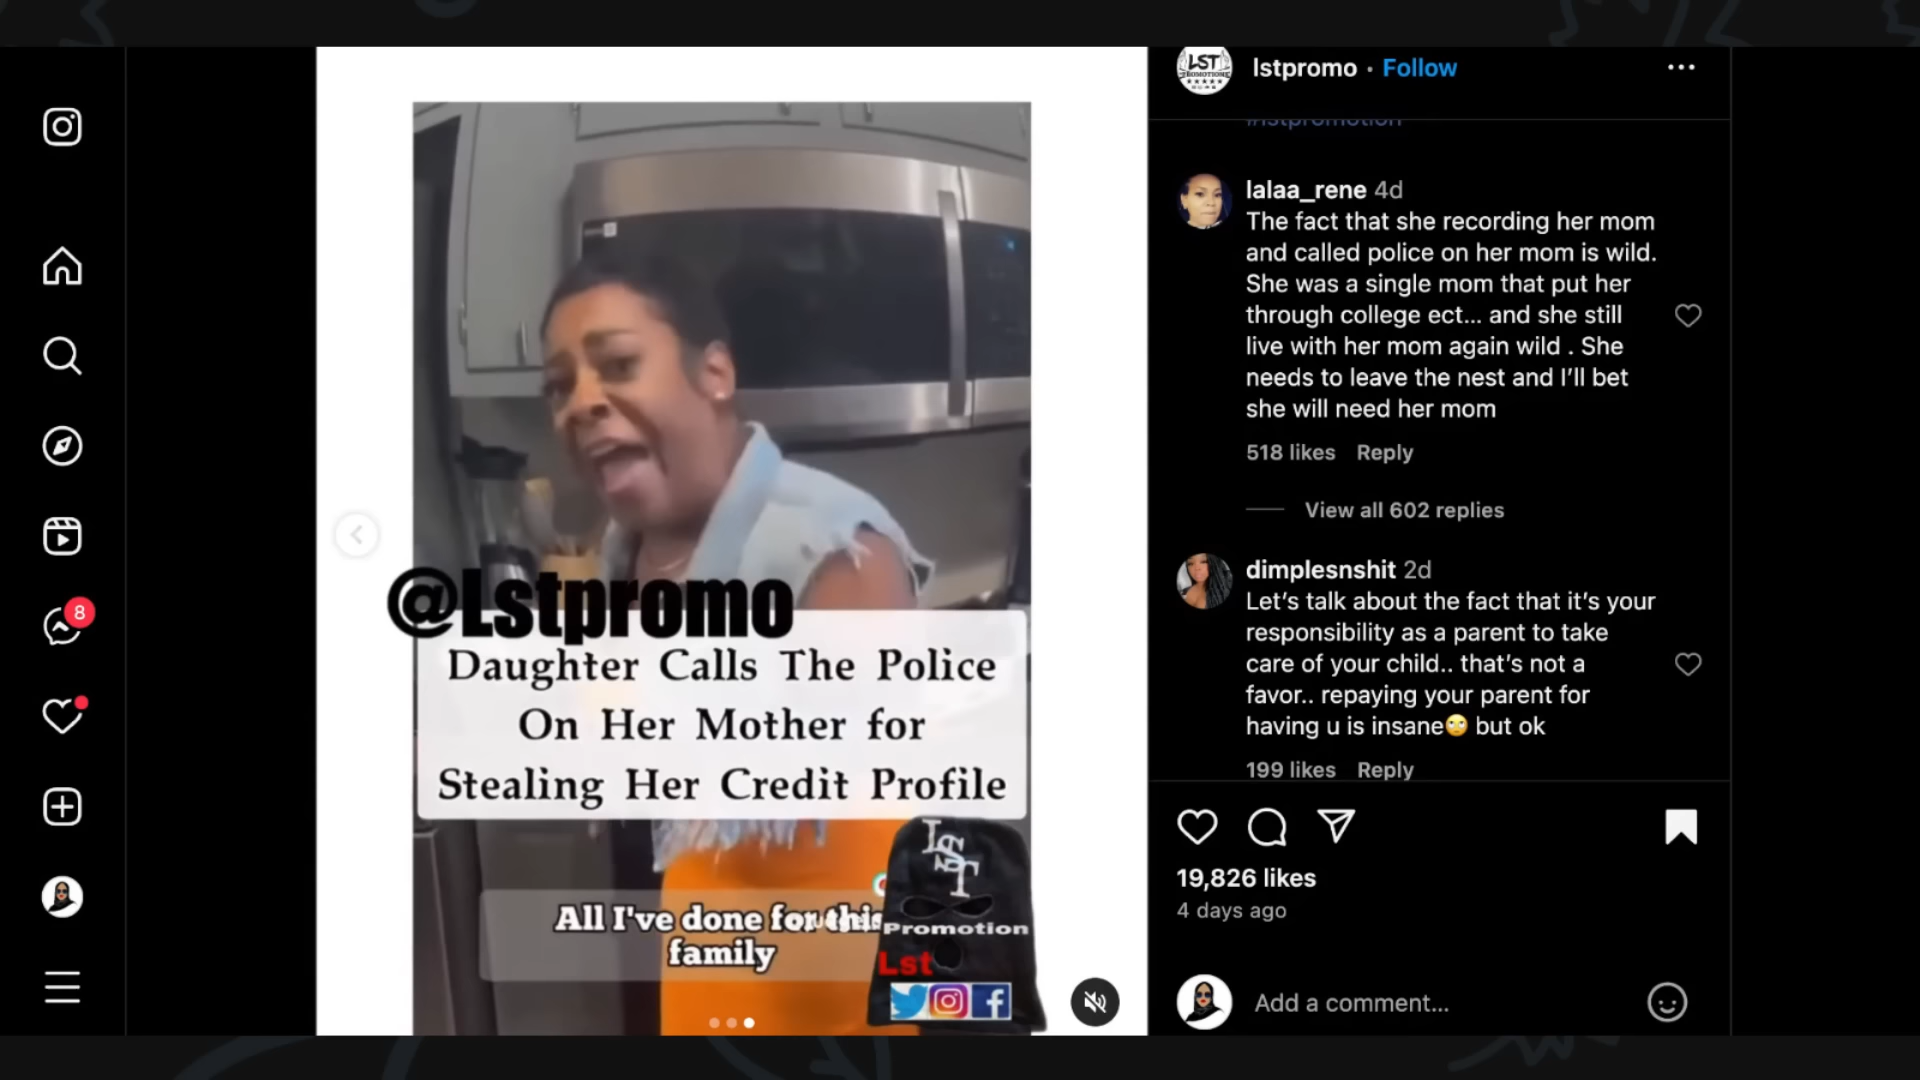 LST
PROMOTION
lstpromo • Follow
#lstpromotion
lalaa_rene 4d
The fact that she recording her mom
and called police on her mom is wild.
She was a single mom that put her
through college ect... and she still
live with her mom again wild . She
needs to leave the nest and I’ll bet
she will need her mom
518 likes Reply
View all 602 replies
dimplesnshit 2d
Let’s talk about the fact that it’s your
responsibility as a parent to take
care of your child.. that’s not a
favor.. repaying your parent for
having u is insane🙄 but ok
199 likes Reply
19,826 likes
4 days ago
Add a comment...
8
@Lstpromo
Daughter Calls The Police
On Her Mother for
Stealing Her Credit Profile
All I've done for this
family
LST
Promotion
Lst